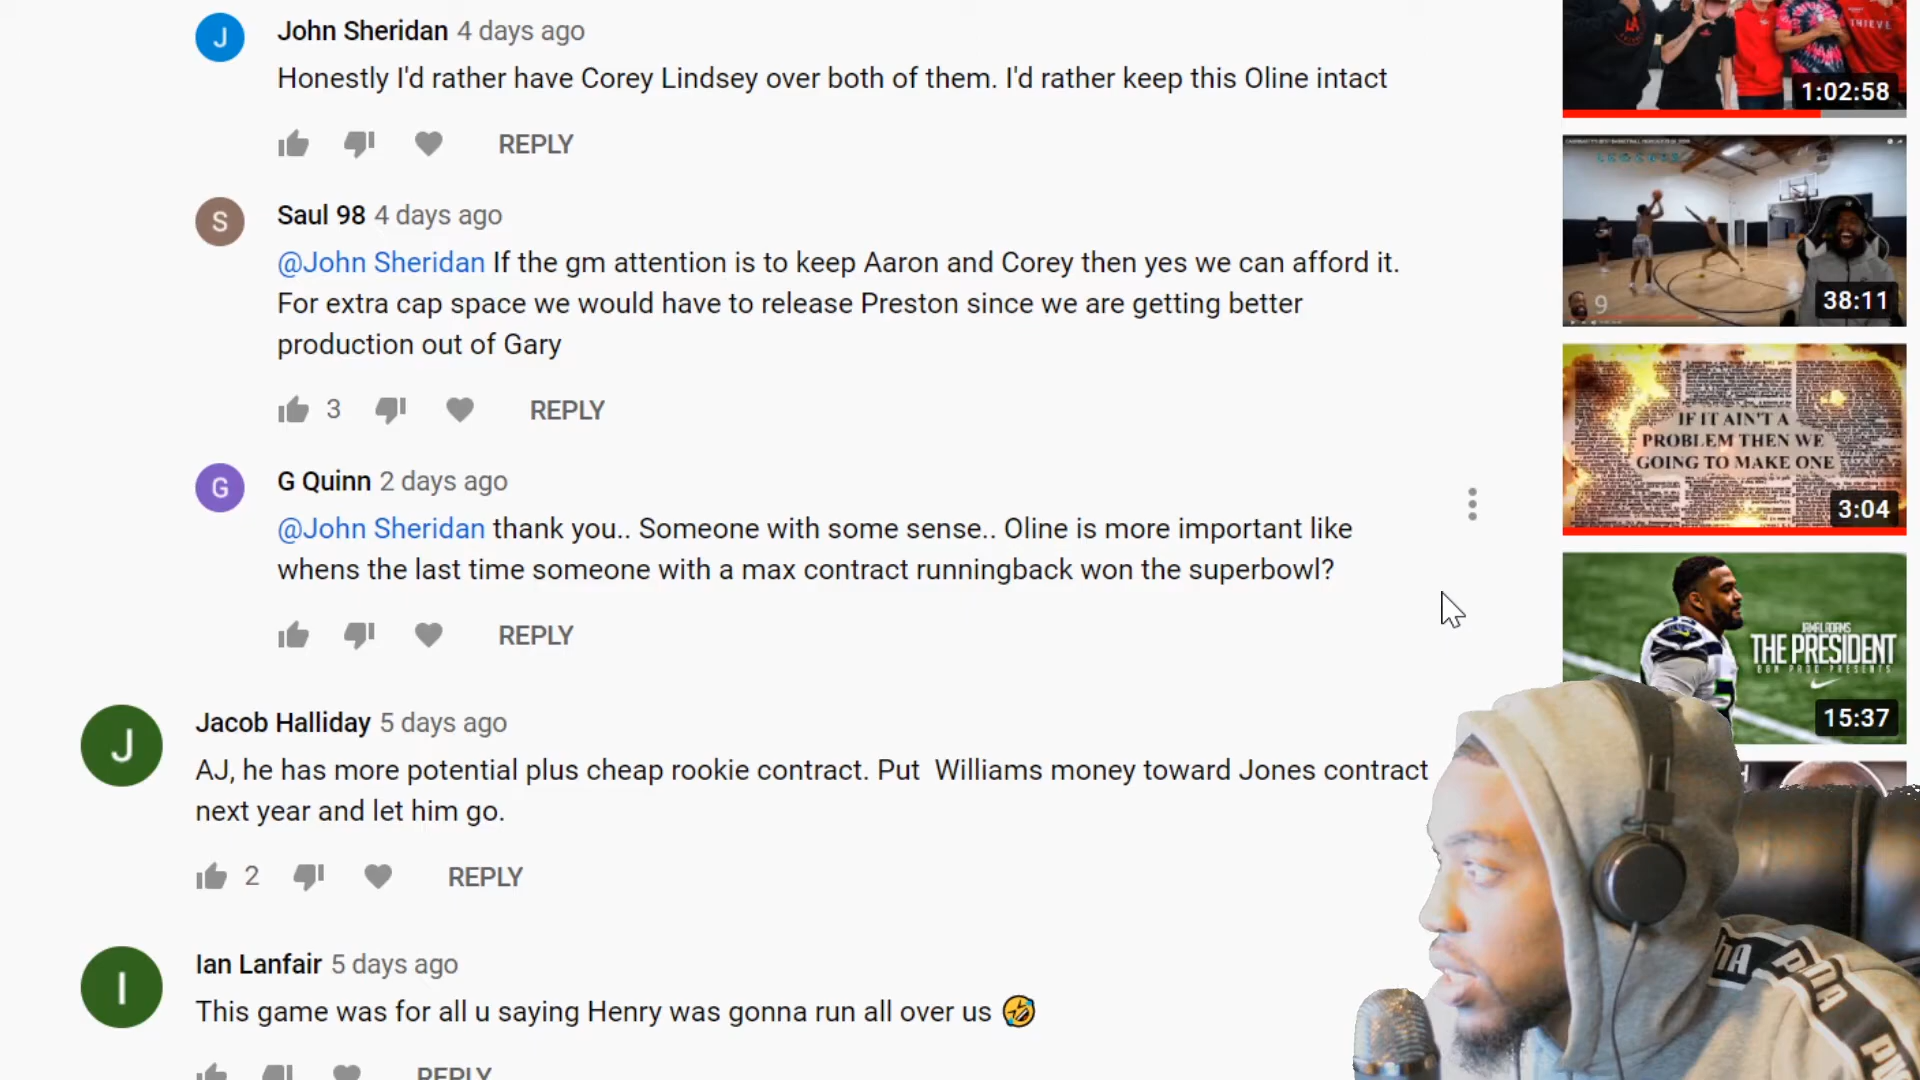 John Sheridan 4 days ago
Honestly I'd rather have Corey Lindsey over both of them. I'd rather keep this Oline intact
REPLY
S
Saul 98 4 days ago
@John Sheridan If the gm attention is to keep Aaron and Corey then yes we can afford it.
For extra cap space we would have to release Preston since we are getting better
production out of Gary
3 REPLY
G
G Quinn 2 days ago
@John Sheridan thank you.. Someone with some sense.. Oline is more important like
whens the last time someone with a max contract runningback won the superbowl?
REPLY
J
Jacob Halliday 5 days ago
AJ, he has more potential plus cheap rookie contract. Put Williams money toward Jones contract
next year and let him go.
2 REPLY
I
Ian Lanfair 5 days ago
This game was for all u saying Henry was gonna run all over us 🤣
REPLY
J
THIEVE
1:02:58
LEGENDS
9
38:11
IF IT AIN'T A
PROBLEM THEN WE
GOING TO MAKE ONE
3:04
JAMAL ADAMS
THE PRESIDENT
15:37
PUMA